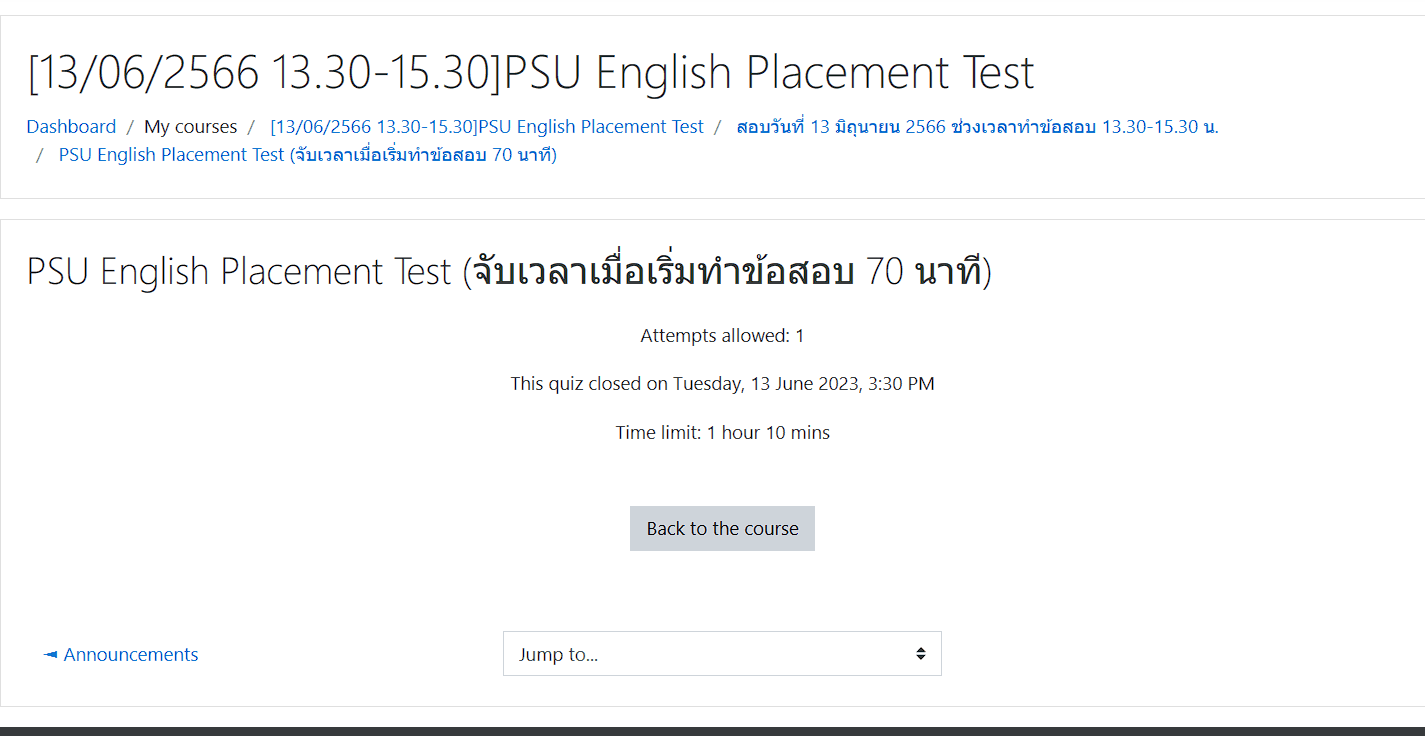 [13/06/2566 13.30-15.30]PSU English Placement Test
Dashboard / My courses / [13/06/2566 13.30-15.30]PSU English Placement Test / สอบวันที่ 13 มิถุนายน 2566 ช่วงเวลาทำข้อสอบ 13.30-15.30 น.
/ PSU English Placement Test (จับเวลาเมื่อเริ่มทำข้อสอบ 70 นาที)
PSU English Placement Test (จับเวลาเมื่อเริ่มทำข้อสอบ 70 นาที)
Attempts allowed: 1
This quiz closed on Tuesday, 13 June 2023, 3:30 PM
Time limit: 1 hour 10 mins
Back to the course
◄ Announcements
Jump to...